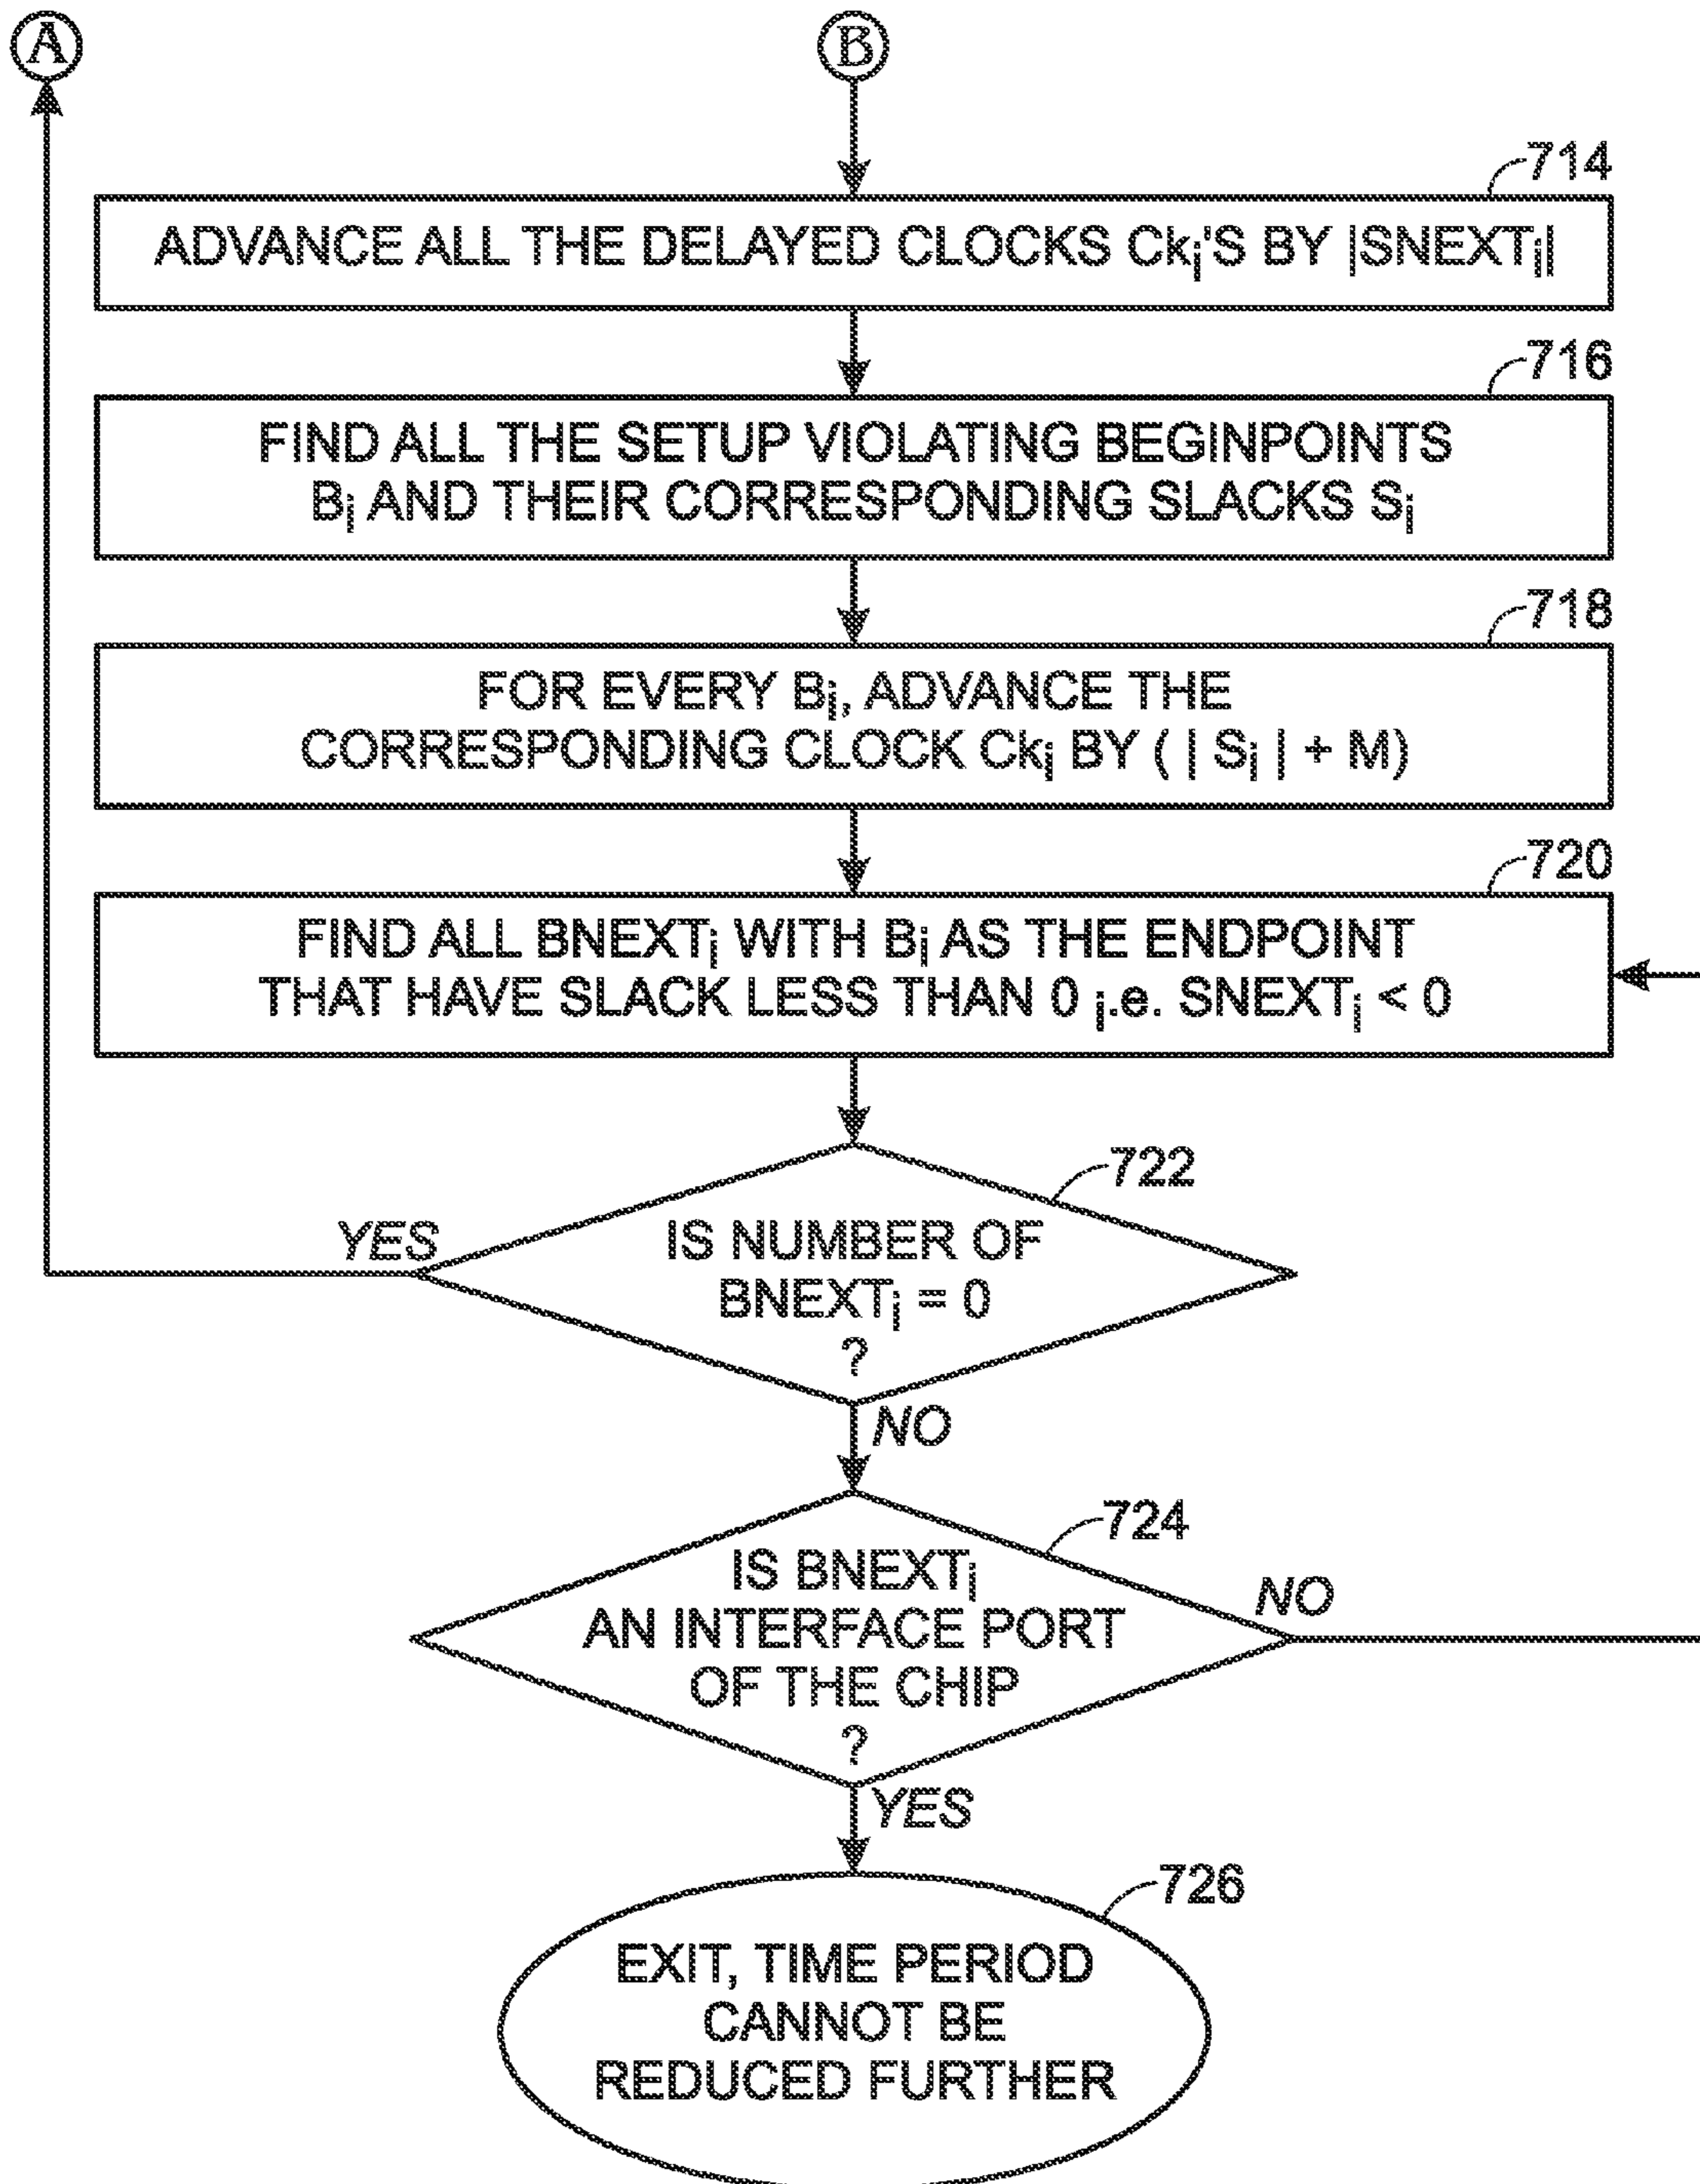 A
B
714
ADVANCE ALL THE DELAYED CLOCKS Ckᵢ'S BY |SNEXTᵢ|
716
FIND ALL THE SETUP VIOLATING BEGINPOINTS
Bᵢ AND THEIR CORRESPONDING SLACKS Sᵢ
718
FOR EVERY Bᵢ, ADVANCE THE
CORRESPONDING CLOCK Ckᵢ BY ( | Sᵢ | + M)
720
FIND ALL BNEXTᵢ WITH Bᵢ AS THE ENDPOINT
THAT HAVE SLACK LESS THAN 0 ᵢ.e. SNEXTᵢ < 0
722
YES
IS NUMBER OF
BNEXTᵢ = 0
?
NO
724
IS BNEXTᵢ
AN INTERFACE PORT
OF THE CHIP
?
NO
YES
726
EXIT, TIME PERIOD
CANNOT BE
REDUCED FURTHER